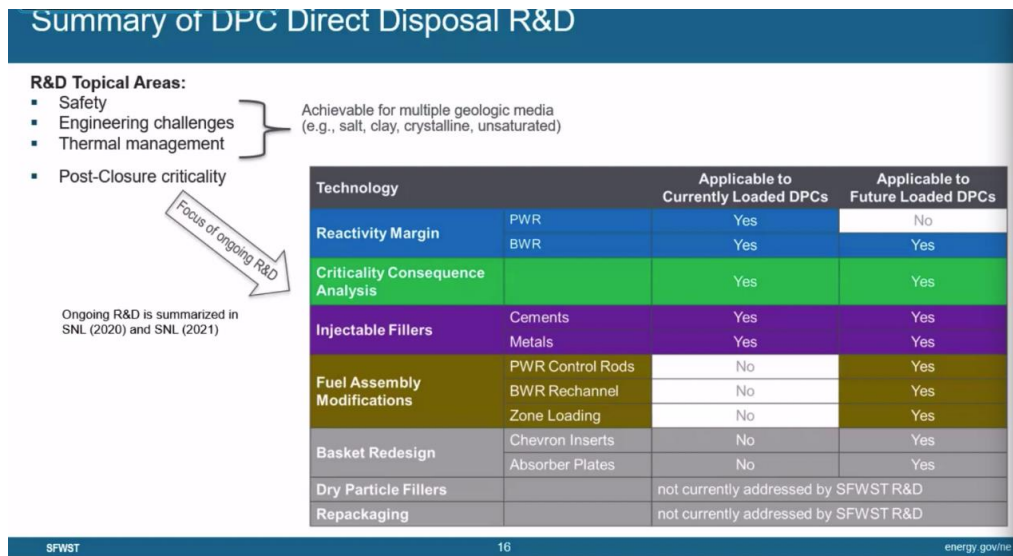 Summary of DPC Direct Disposal R&D
R&D Topical Areas:
▪ Safety
▪ Engineering challenges
▪ Thermal management
Achievable for multiple geologic media
(e.g., salt, clay, crystalline, unsaturated)
▪ Post-Closure criticality
Focus of ongoing R&D
Ongoing R&D is summarized in
SNL (2020) and SNL (2021)
Technology Applicable to Currently Loaded DPCs Applicable to Future Loaded DPCs
Reactivity Margin PWR Yes No
BWR Yes Yes
Criticality Consequence Analysis Yes Yes
Injectable Fillers Cements Yes Yes
Metals Yes Yes
Fuel Assembly Modifications PWR Control Rods No Yes
BWR Rechannel No Yes
Zone Loading No Yes
Basket Redesign Chevron Inserts No Yes
Absorber Plates No Yes
Dry Particle Fillers not currently addressed by SFWST R&D
Repackaging not currently addressed by SFWST R&D
SFWST 16 energy.gov/ne